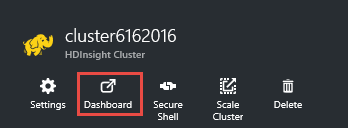 cluster6162016
HDInsight Cluster
Settings
Dashboard
Secure
Shell
Scale
Cluster
Delete